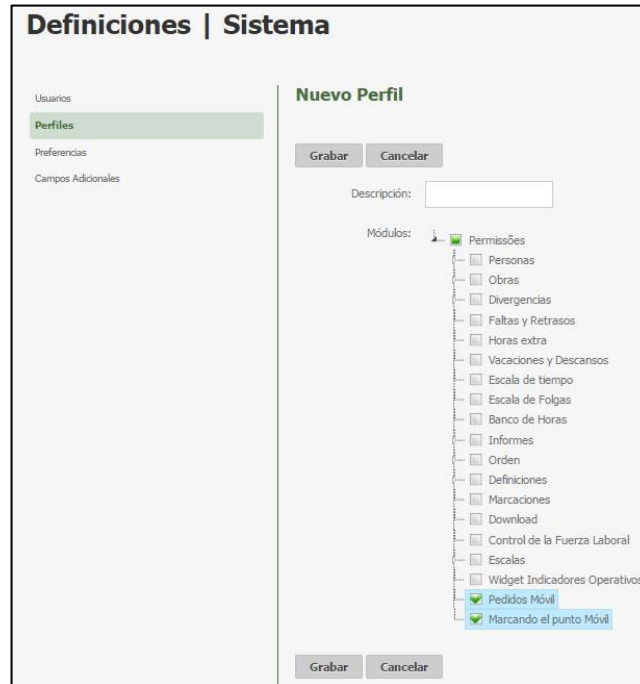 Definiciones | Sistema
Usuarios
Perfiles
Preferencias
Campos Adicionales
Nuevo Perfil
Grabar Cancelar
Descripción:
Módulos:
Permissões
Personas
Obras
Divergencias
Faltas y Retrasos
Horas extra
Vacaciones y Descansos
Escala de tiempo
Escala de Folgas
Banco de Horas
Informes
Orden
Definiciones
Marcaciones
Download
Control de la Fuerza Laboral
Escalas
Widget Indicadores Operativos
Pedidos Móvil
Marcando el punto Móvil
Grabar Cancelar